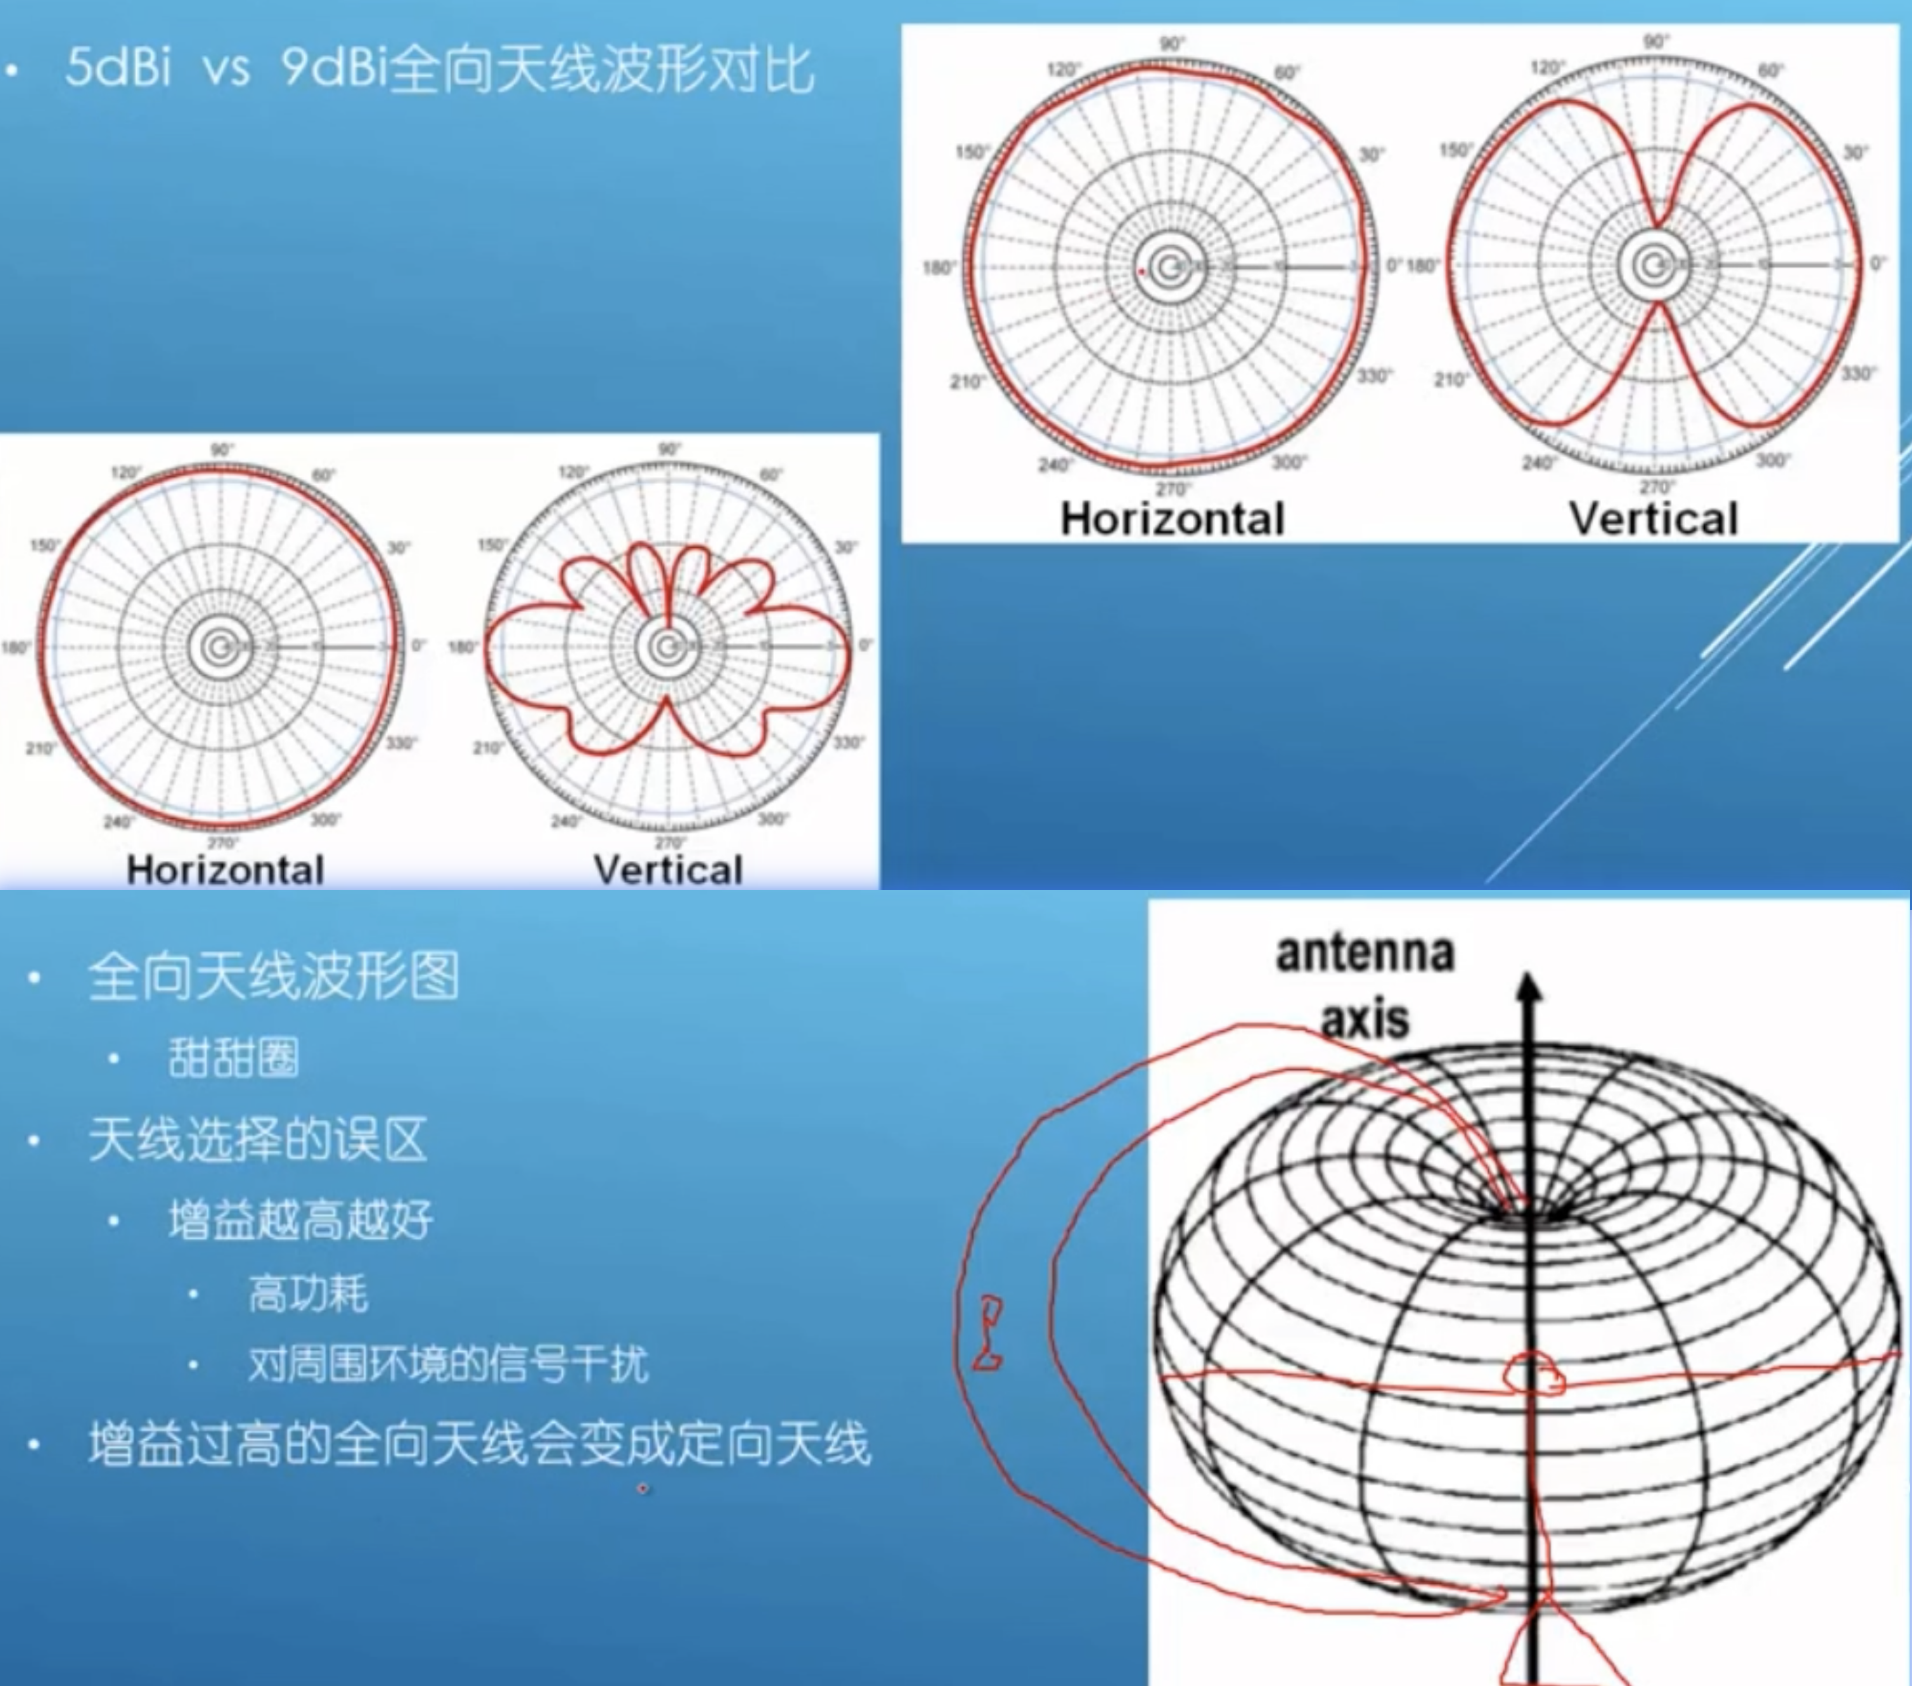 • 5dBi vs 9dBi全向天线波形对比
90°
120° 60°
150° 30°
180° 0°
210° 330°
240° 300°
270°
Horizontal
90°
120° 60°
150° 30°
180° 0°
210° 330°
240° 300°
270°
Vertical
90°
120° 60°
150° 30°
180° 0°
210° 330°
240° 300°
270°
Horizontal
90°
120° 60°
150° 30°
180° 0°
210° 330°
240° 300°
270°
Vertical
• 全向天线波形图
• 甜甜圈
• 天线选择的误区
• 增益越高越好
• 高功耗
• 对周围环境的信号干扰
• 增益过高的全向天线会变成定向天线
antenna
axis